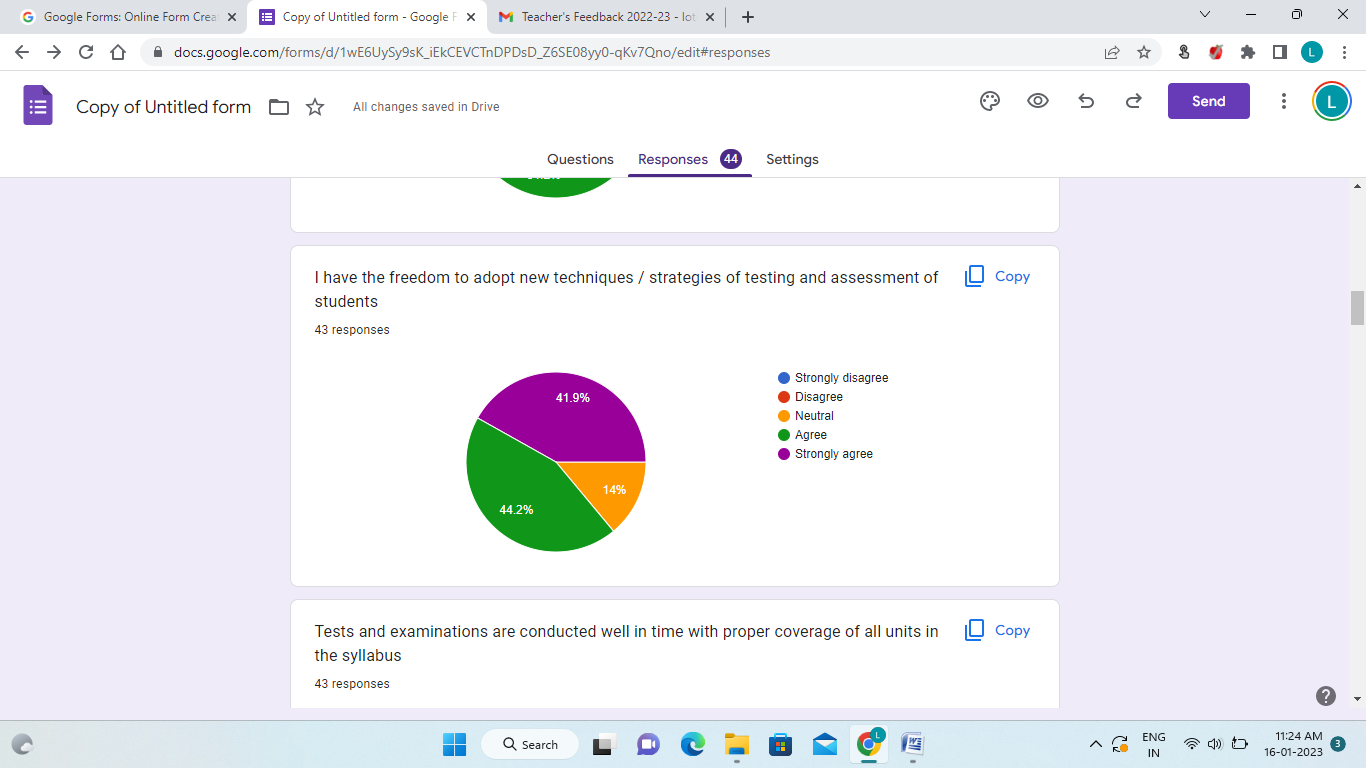 Google Forms: Online Form Crea
Copy of Untitled form - Google F
Teacher's Feedback 2022-23 - iot
docs.google.com/forms/d/1wE6UySy9sK_iEkCEVCTnDPDsD_Z6SE08yy0-qKv7Qno/edit#responses
L
Copy of Untitled form
All changes saved in Drive
Send
L
Questions
Responses 44
Settings
I have the freedom to adopt new techniques / strategies of testing and assessment of
students
Copy
43 responses
41.9%
14%
44.2%
Strongly disagree
Disagree
Neutral
Agree
Strongly agree
Tests and examinations are conducted well in time with proper coverage of all units in
the syllabus
Copy
43 responses
Search
L
ENG
IN
11:24 AM
16-01-2023
3